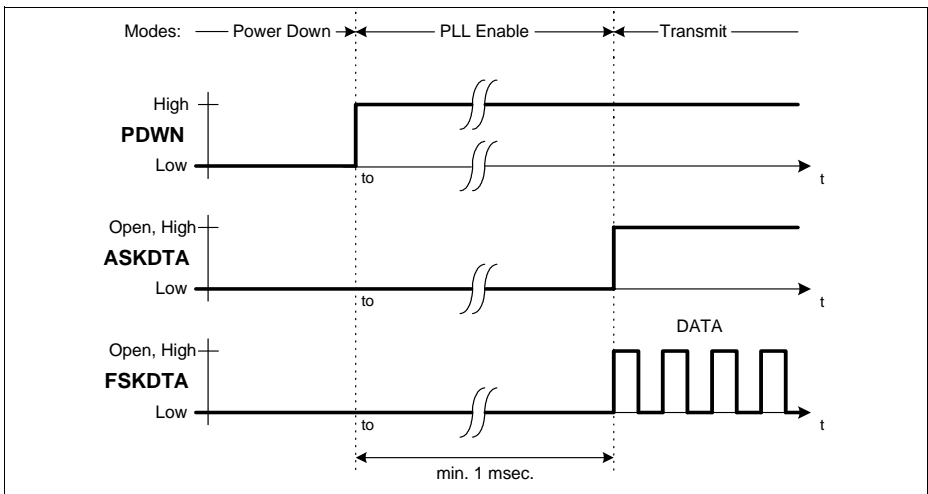 Modes: Power Down PLL Enable Transmit
High
PDWN
Low
to
t
Open, High
ASKDTA
Low
to
t
DATA
Open, High
FSKDTA
Low
to
t
min. 1 msec.